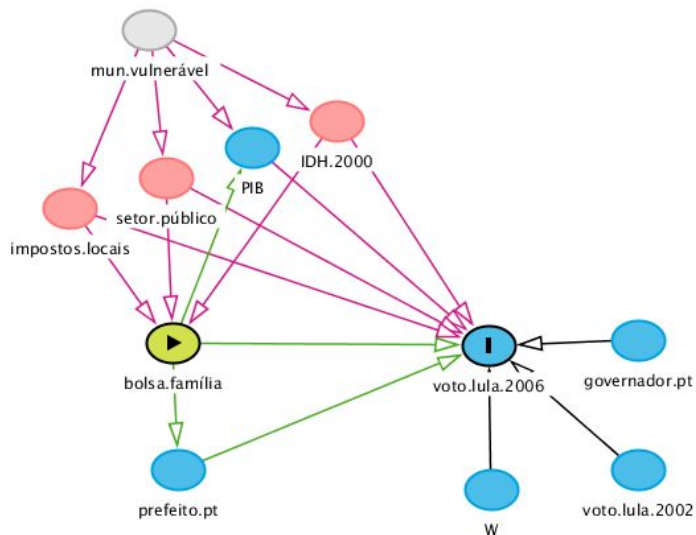 mun.vulnerável
IDH.2000
PIB
setor.público
impostos.locais
bolsa.família
voto.lula.2006
governador.pt
prefeito.pt
W
voto.lula.2002